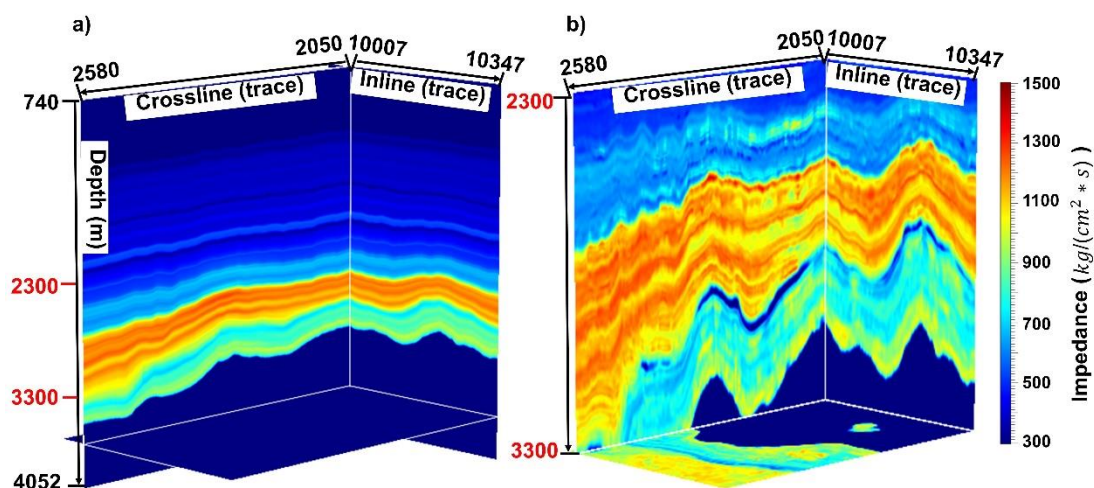 a)
2580
Crossline (trace)
2050
10007
Inline (trace)
10347
740
Depth (m)
2300
3300
4052
b)
2580
Crossline (trace)
2050
10007
Inline (trace)
10347
2300
3300
1500
1300
1100
900
700
500
300
Impedance (kg/(cm² * s) )